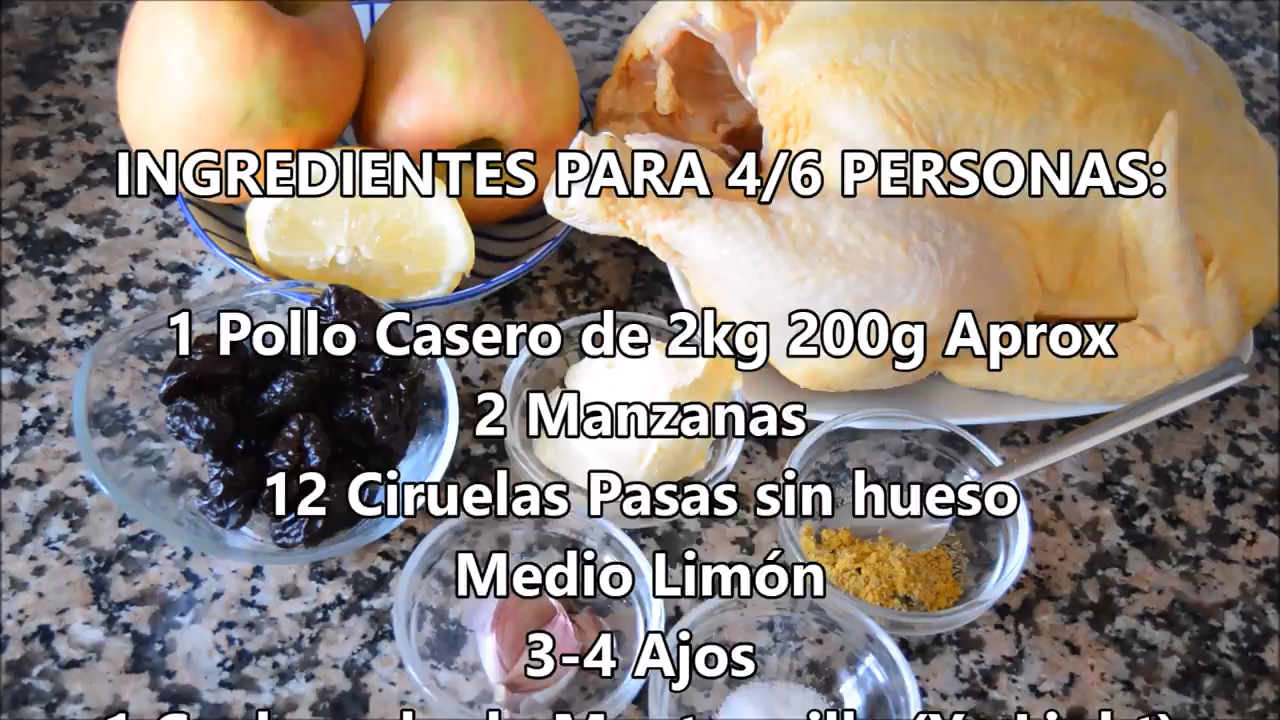 INGREDIENTES PARA 4/6 PERSONAS:
1 Pollo Casero de 2kg 200g Aprox
2 Manzanas
12 Ciruelas Pasas sin hueso
Medio Limón
3-4 Ajos